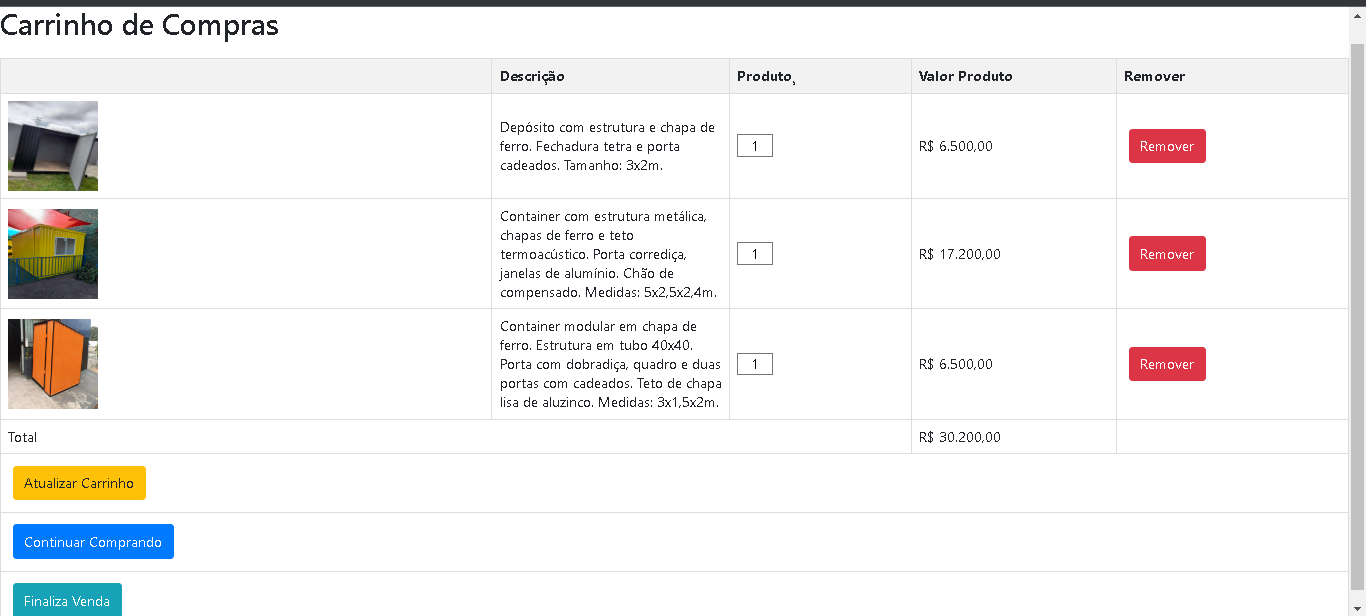 Carrinho de Compras
Descrição
Produto¸
Valor Produto
Remover
Depósito com estrutura e chapa de
ferro. Fechadura tetra e porta
cadeados. Tamanho: 3x2m.
1
R$ 6.500,00
Remover
Container com estrutura metálica,
chapas de ferro e teto
termoacústico. Porta corrediça,
janelas de alumínio. Chão de
compensado. Medidas: 5x2,5x2,4m.
1
R$ 17.200,00
Remover
Container modular em chapa de
ferro. Estrutura em tubo 40x40.
Porta com dobradiça, quadro e duas
portas com cadeados. Teto de chapa
lisa de aluzinco. Medidas: 3x1,5x2m.
1
R$ 6.500,00
Remover
Total
R$ 30.200,00
Atualizar Carrinho
Continuar Comprando
Finaliza Venda